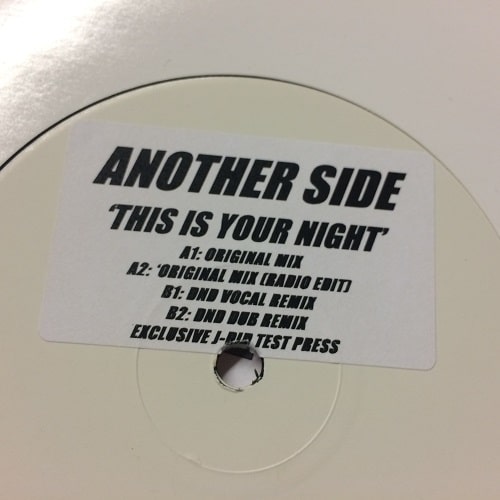 ANOTHER SIDE
'THIS IS YOUR NIGHT'
A1: ORIGINAL MIX
A2: 'ORIGINAL MIX (RADIO EDIT)
B1: DND VOCAL REMIX
B2: DND DUB REMIX
EXCLUSIVE TEST PRESS